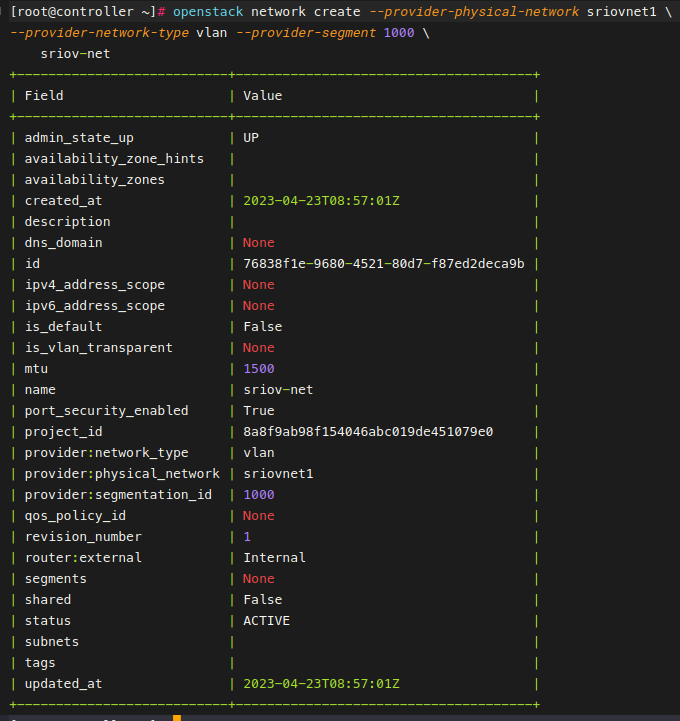 [root@controller ~]# openstack network create --provider-physical-network sriovnet1 \
--provider-network-type vlan --provider-segment 1000 \
    sriov-net
+---------------------------+--------------------------------------+
| Field                     | Value                                |
+---------------------------+--------------------------------------+
| admin_state_up            | UP                                   |
| availability_zone_hints   |                                      |
| availability_zones        |                                      |
| created_at                | 2023-04-23T08:57:01Z                 |
| description               |                                      |
| dns_domain                | None                                 |
| id                        | 76838f1e-9680-4521-80d7-f87ed2deca9b |
| ipv4_address_scope        | None                                 |
| ipv6_address_scope        | None                                 |
| is_default                | False                                |
| is_vlan_transparent       | None                                 |
| mtu                       | 1500                                 |
| name                      | sriov-net                            |
| port_security_enabled     | True                                 |
| project_id                | 8a8f9ab98f154046abc019de451079e0     |
| provider:network_type     | vlan                                 |
| provider:physical_network | sriovnet1                            |
| provider:segmentation_id  | 1000                                 |
| qos_policy_id             | None                                 |
| revision_number           | 1                                    |
| router:external           | Internal                             |
| segments                  | None                                 |
| shared                    | False                                |
| status                    | ACTIVE                               |
| subnets                   |                                      |
| tags                      |                                      |
| updated_at                | 2023-04-23T08:57:01Z                 |
+---------------------------+--------------------------------------+